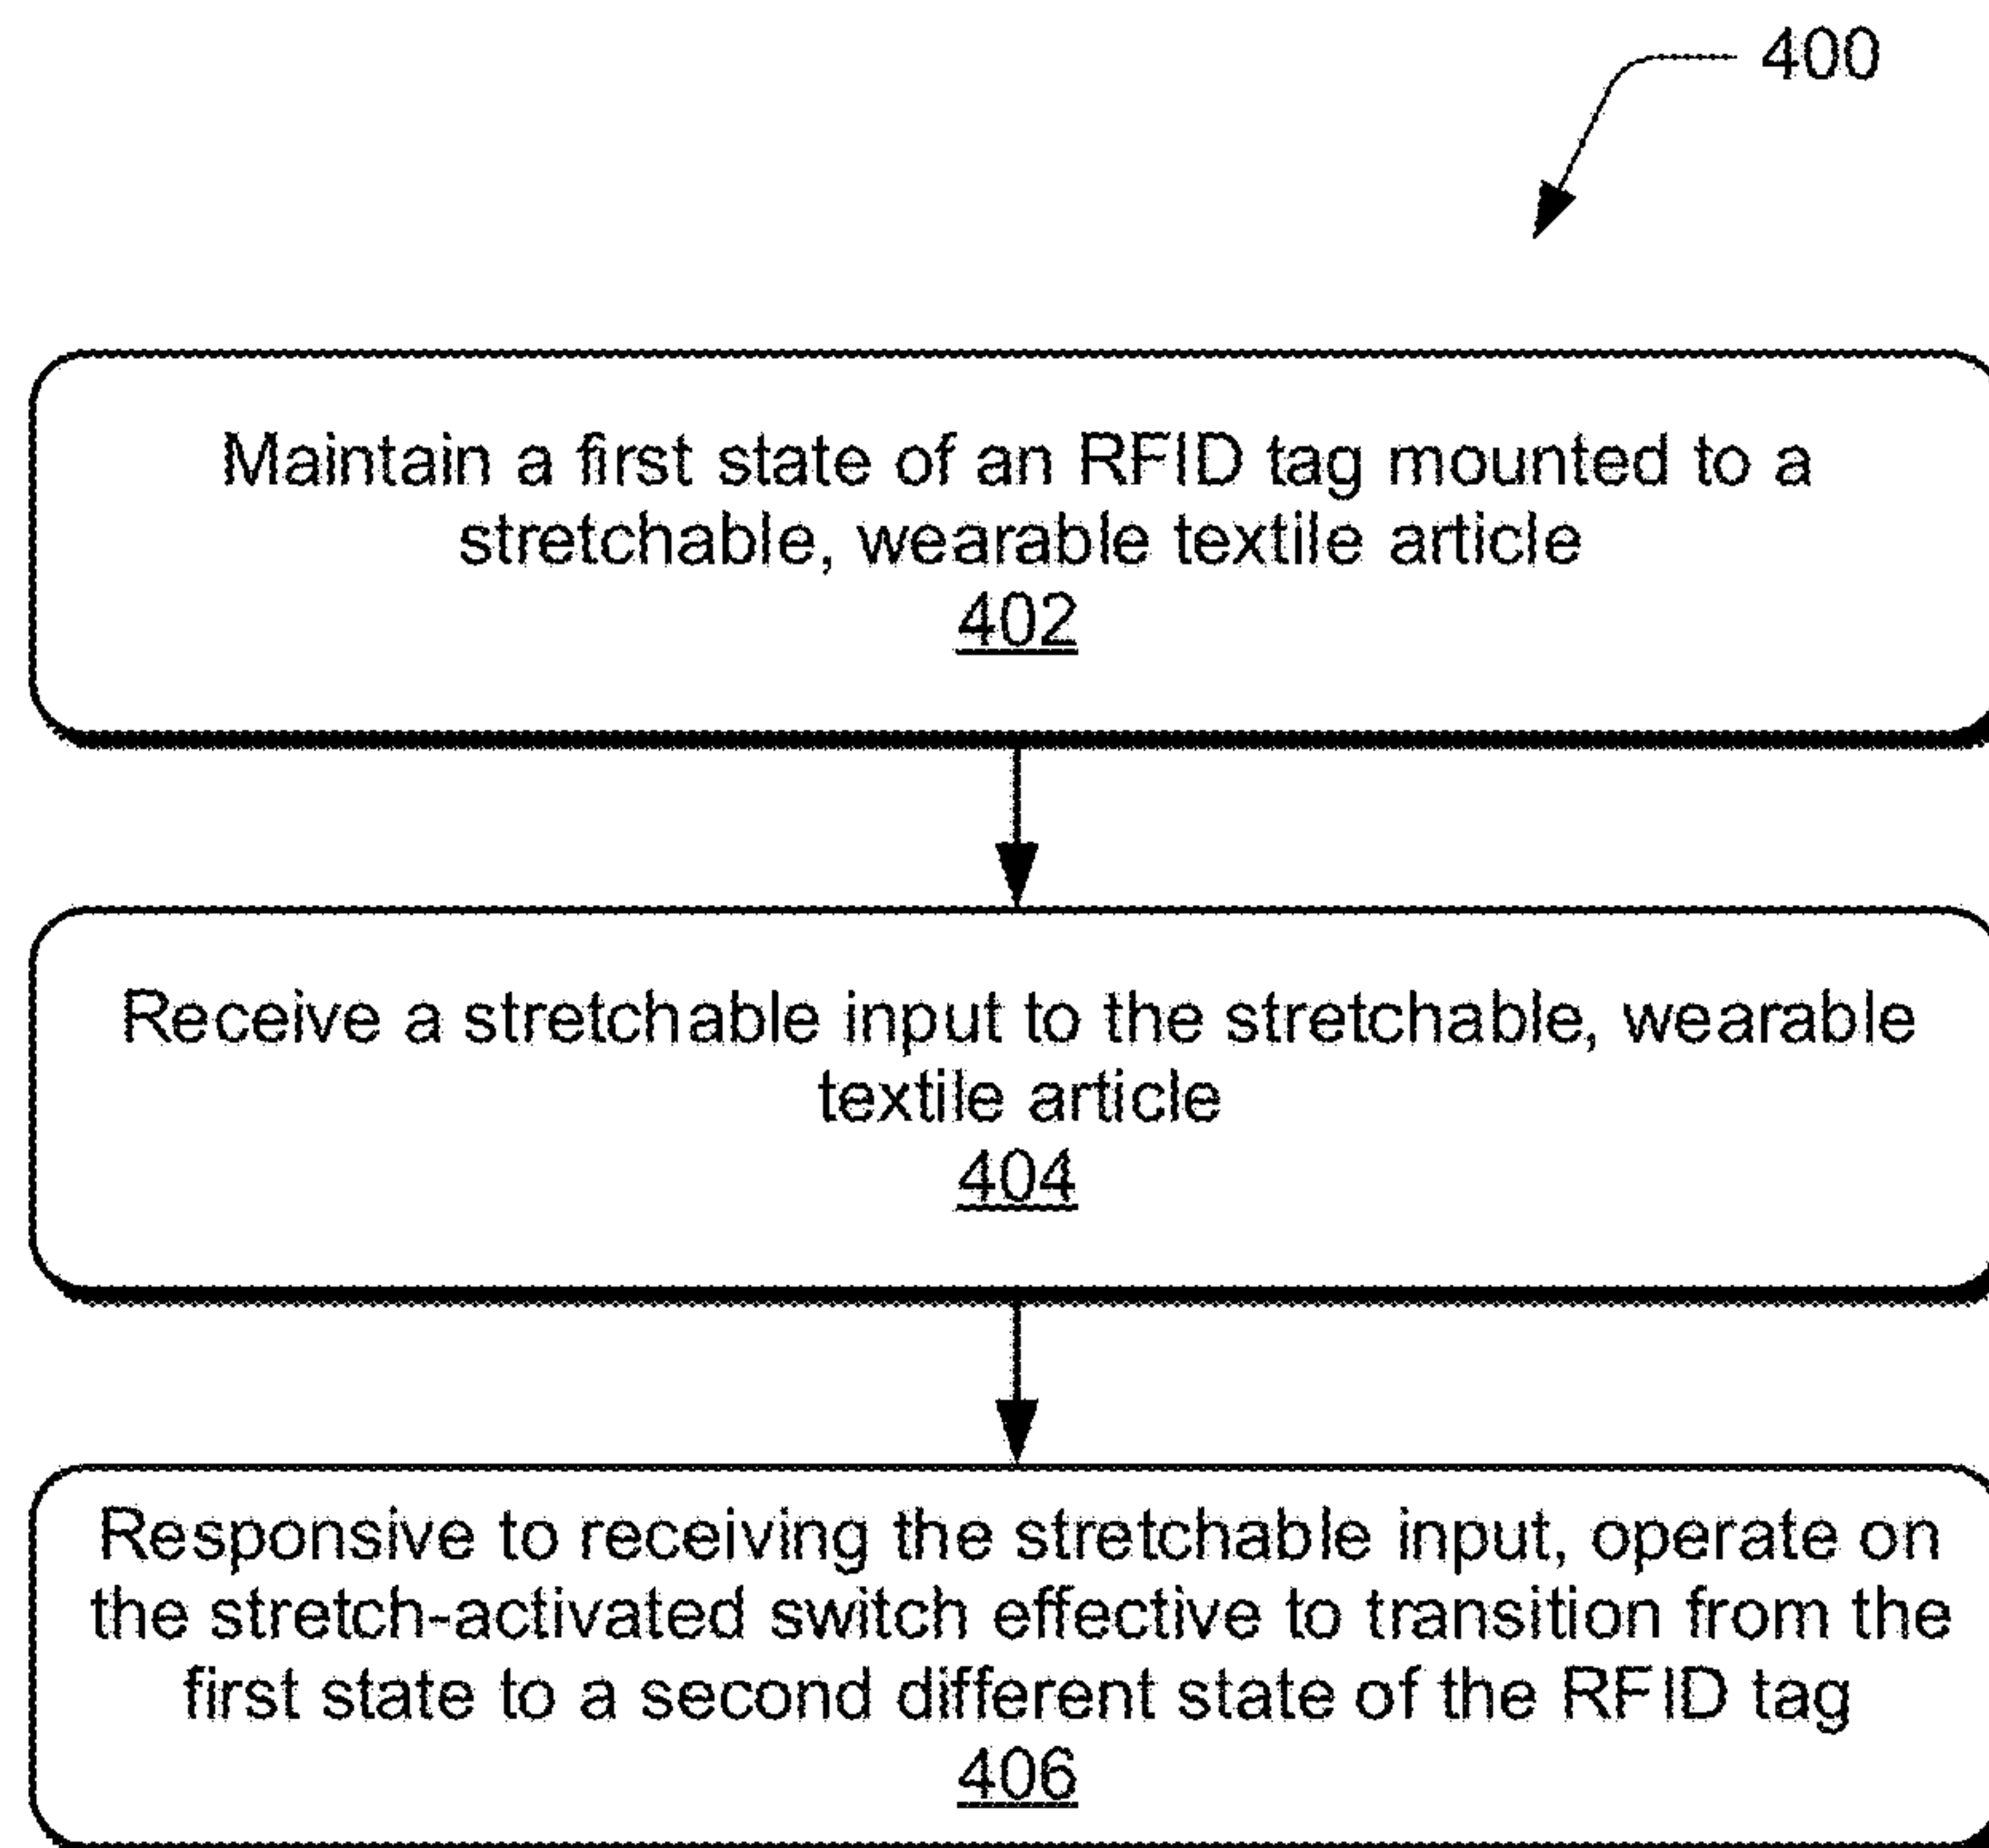 400
Maintain a first state of an RFID tag mounted to a
stretchable, wearable textile article
402
Receive a stretchable input to the stretchable, wearable
textile article
404
Responsive to receiving the stretchable input, operate on
the stretch-activated switch effective to transition from the
first state to a second different state of the RFID tag
406